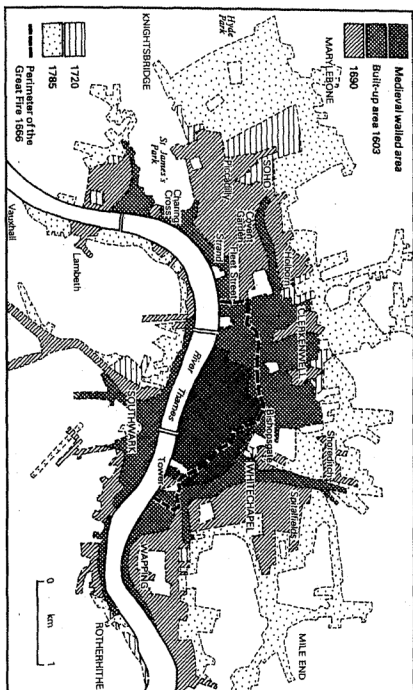 Medieval walled area
Built-up area 1603
1690
1720
1785
Perimeter of the
Great Fire 1666
MARYLEBONE
Hyde
Park
KNIGHTSBRIDGE
SOHO
Piccadilly
St James's
Park
Charing
Cross
Covent
Garden
Strand
Fleet Street
Holborn
CLERKENWELL
Vauxhall
Lambeth
River Thames
SOUTHWARK
Bishopsgate
Shoreditch
Spitalfields
WHITECHAPEL
Tower
WAPPING
MILE END
ROTHERHITHE
0 km 1